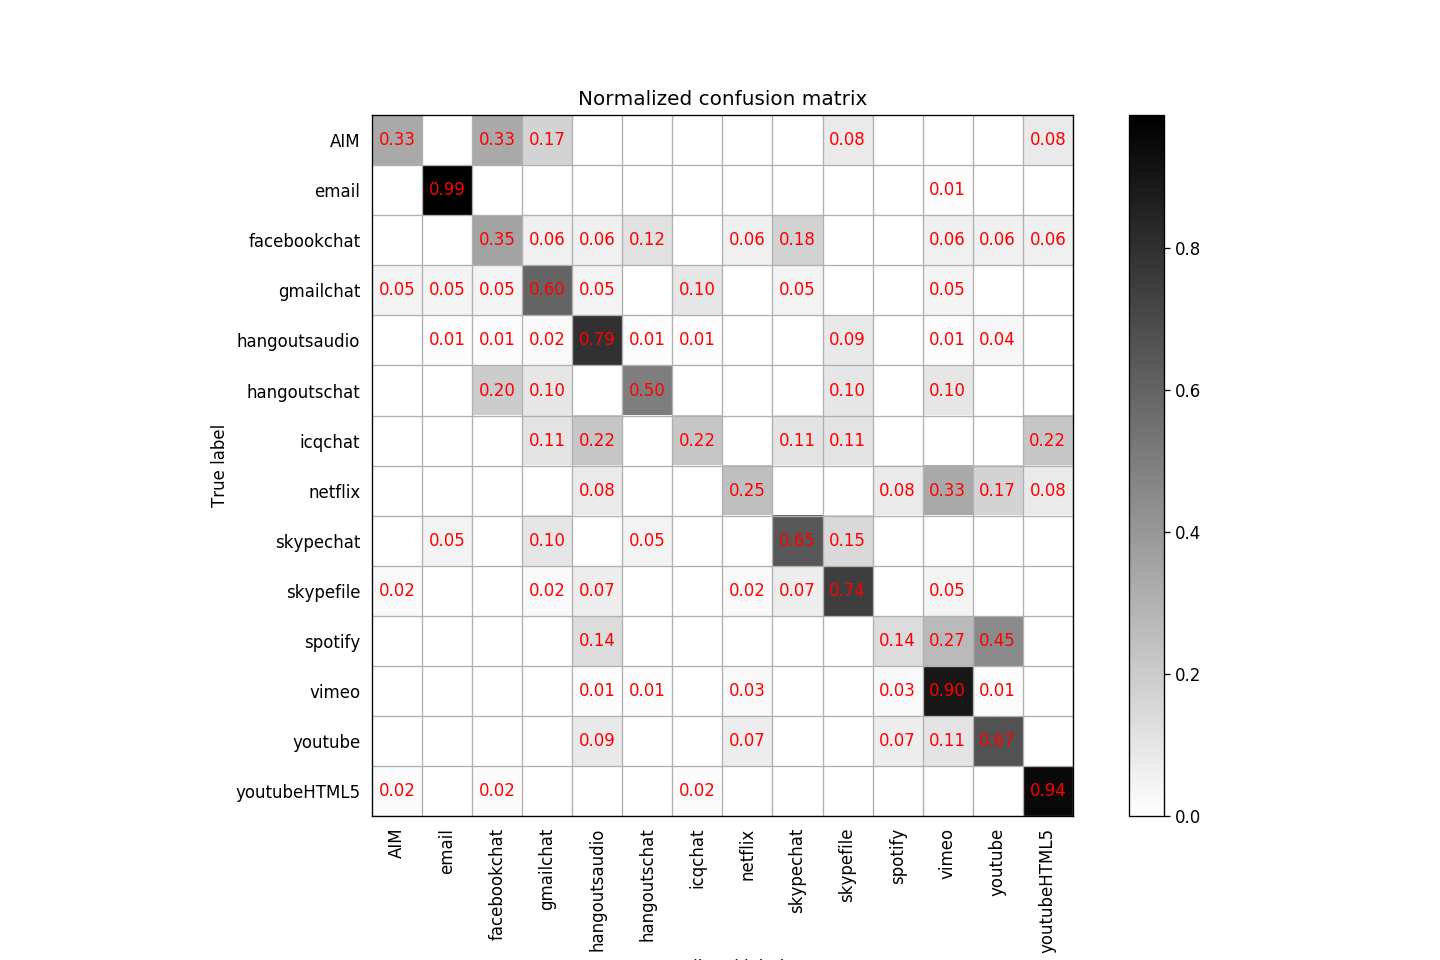 Normalized confusion matrix
AIM 0.33 0.33 0.17 0.08 0.08
email 0.99 0.01
facebookchat 0.35 0.06 0.06 0.12 0.06 0.18 0.06 0.06 0.06
gmailchat 0.05 0.05 0.05 0.60 0.05 0.10 0.05 0.05
hangoutsaudio 0.01 0.01 0.02 0.79 0.01 0.01 0.09 0.01 0.04
hangoutschat 0.20 0.10 0.50 0.10 0.10
icqchat 0.11 0.22 0.22 0.11 0.11 0.22
netflix 0.08 0.25 0.08 0.33 0.17 0.08
skypechat 0.05 0.10 0.05 0.65 0.15
skypefile 0.02 0.02 0.07 0.02 0.07 0.74 0.05
spotify 0.14 0.14 0.27 0.45
vimeo 0.01 0.01 0.03 0.03 0.90 0.01
youtube 0.09 0.07 0.07 0.11 0.67
youtubeHTML5 0.02 0.02 0.02 0.94
True label
AIM email facebookchat gmailchat hangoutsaudio hangoutschat icqchat netflix skypechat skypefile spotify vimeo youtube youtubeHTML5
0.8
0.6
0.4
0.2
0.0